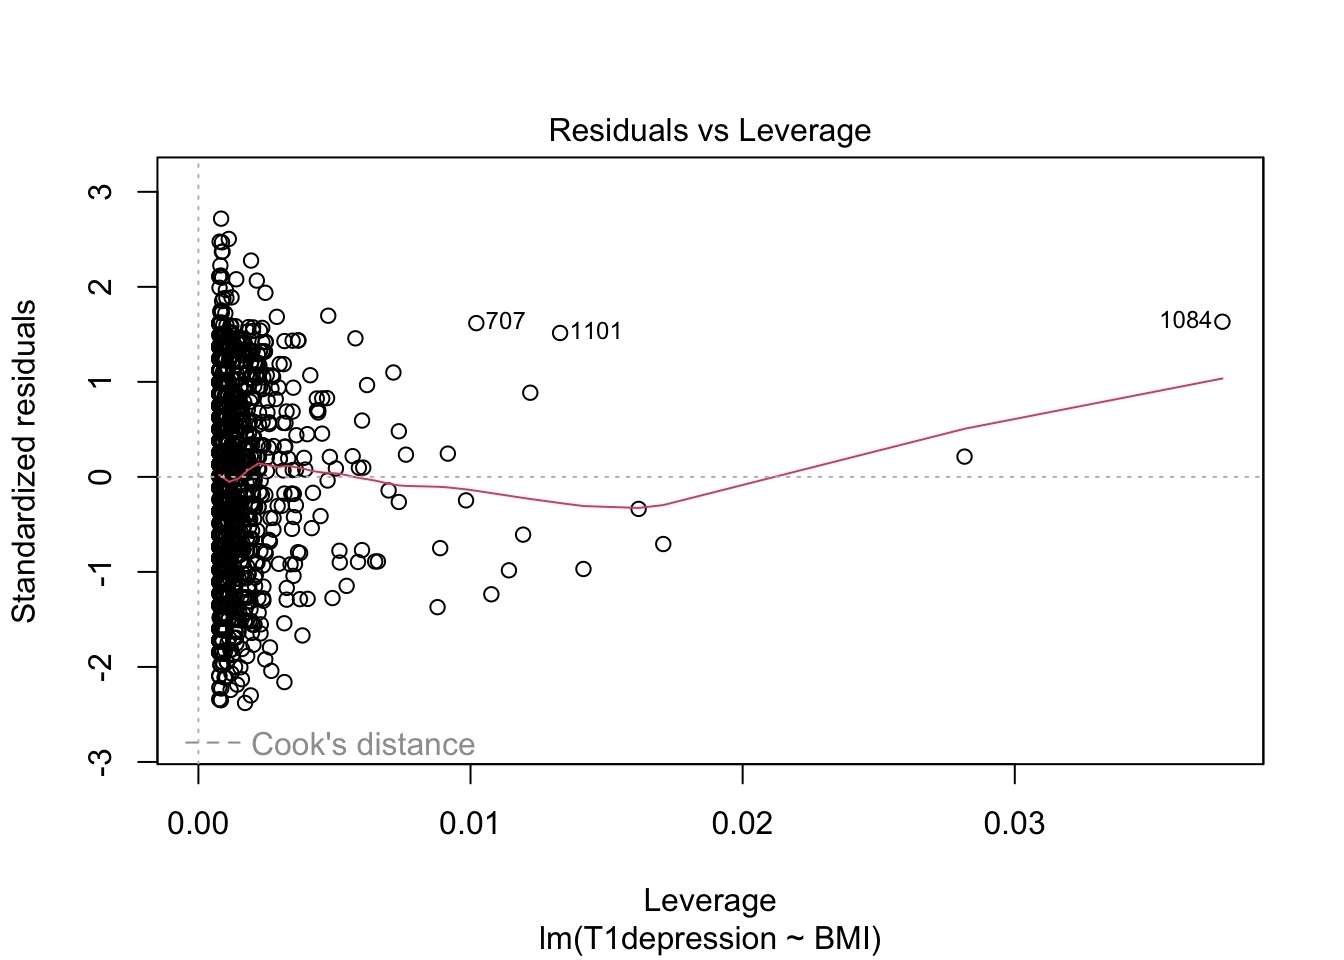 Residuals vs Leverage
Standardized residuals
3
2
1
0
-1
-2
-3
707
1101
1084
Cook's distance
0.00 0.01 0.02 0.03
Leverage
lm(T1depression ~ BMI)